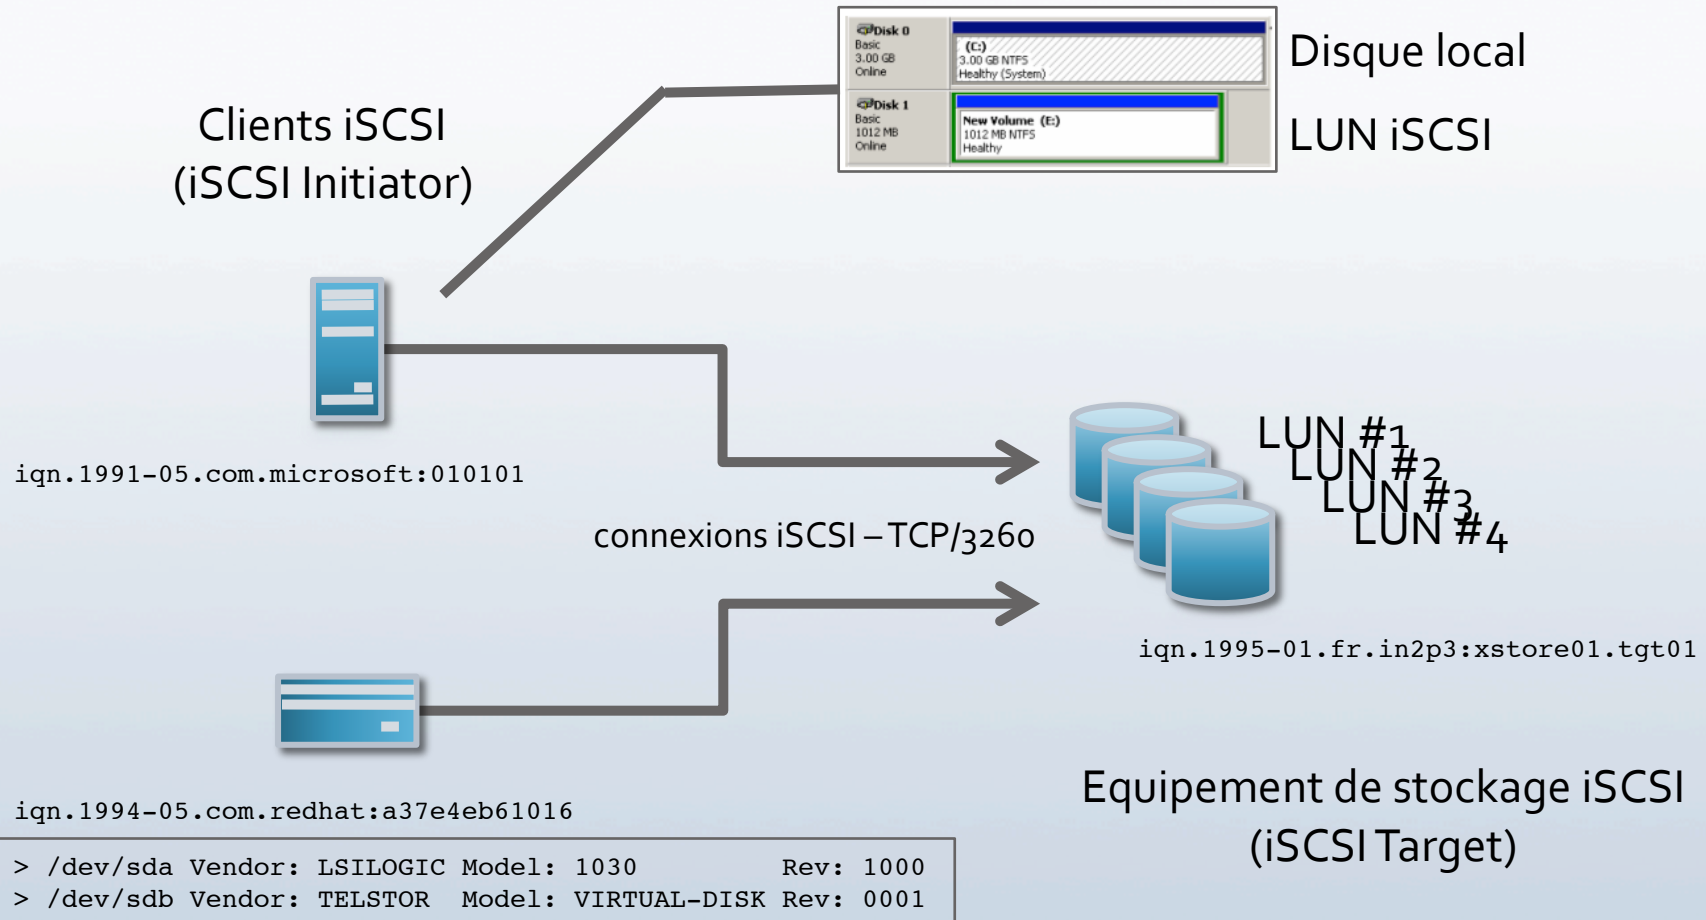 Disk 0
Basic
3.00 GB
Online
(C:)
3.00 GB NTFS
Healthy (System)
Disque local
Disk 1
Basic
1012 MB
Online
New Volume (E:)
1012 MB NTFS
Healthy
LUN iSCSI
Clients iSCSI
(iSCSI Initiator)
iqn.1991-05.com.microsoft:010101
LUN #1
LUN #2
LUN #3
LUN #4
connexions iSCSI – TCP/3260
iqn.1995-01.fr.in2p3:xstore01.tgt01
Equipement de stockage iSCSI
(iSCSI Target)
iqn.1994-05.com.redhat:a37e4eb61016
> /dev/sda Vendor: LSILOGIC Model: 1030 Rev: 1000
> /dev/sdb Vendor: TELSTOR Model: VIRTUAL-DISK Rev: 0001